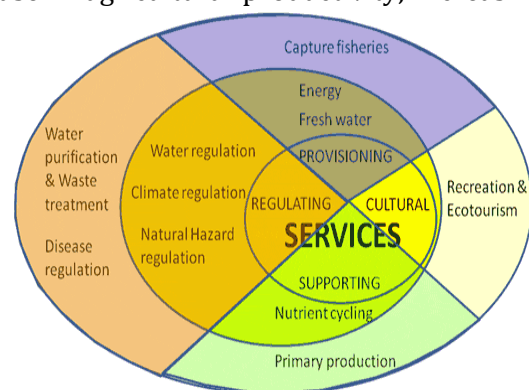 Capture fisheries
Energy
Fresh water
PROVISIONING
Water
purification
& Waste
treatment
Disease
regulation
Water regulation
Climate regulation
Natural Hazard
regulation
REGULATING
CULTURAL
Recreation &
Ecotourism
SERVICES
SUPPORTING
Nutrient cycling
Primary production